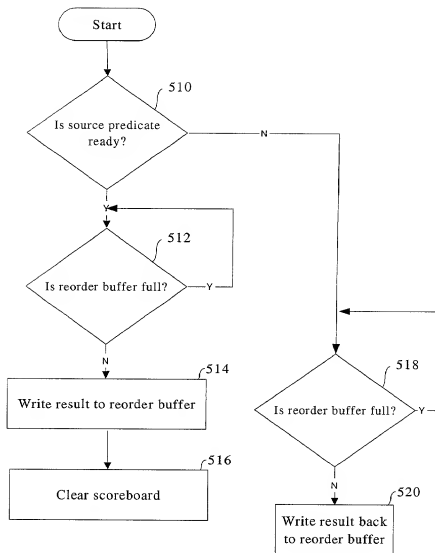 Start
510
Is source predicate
ready?
N
Y
512
Is reorder buffer full?
Y
N
514
Write result to reorder buffer
516
Clear scoreboard
518
Is reorder buffer full?
Y
N
520
Write result back
to reorder buffer